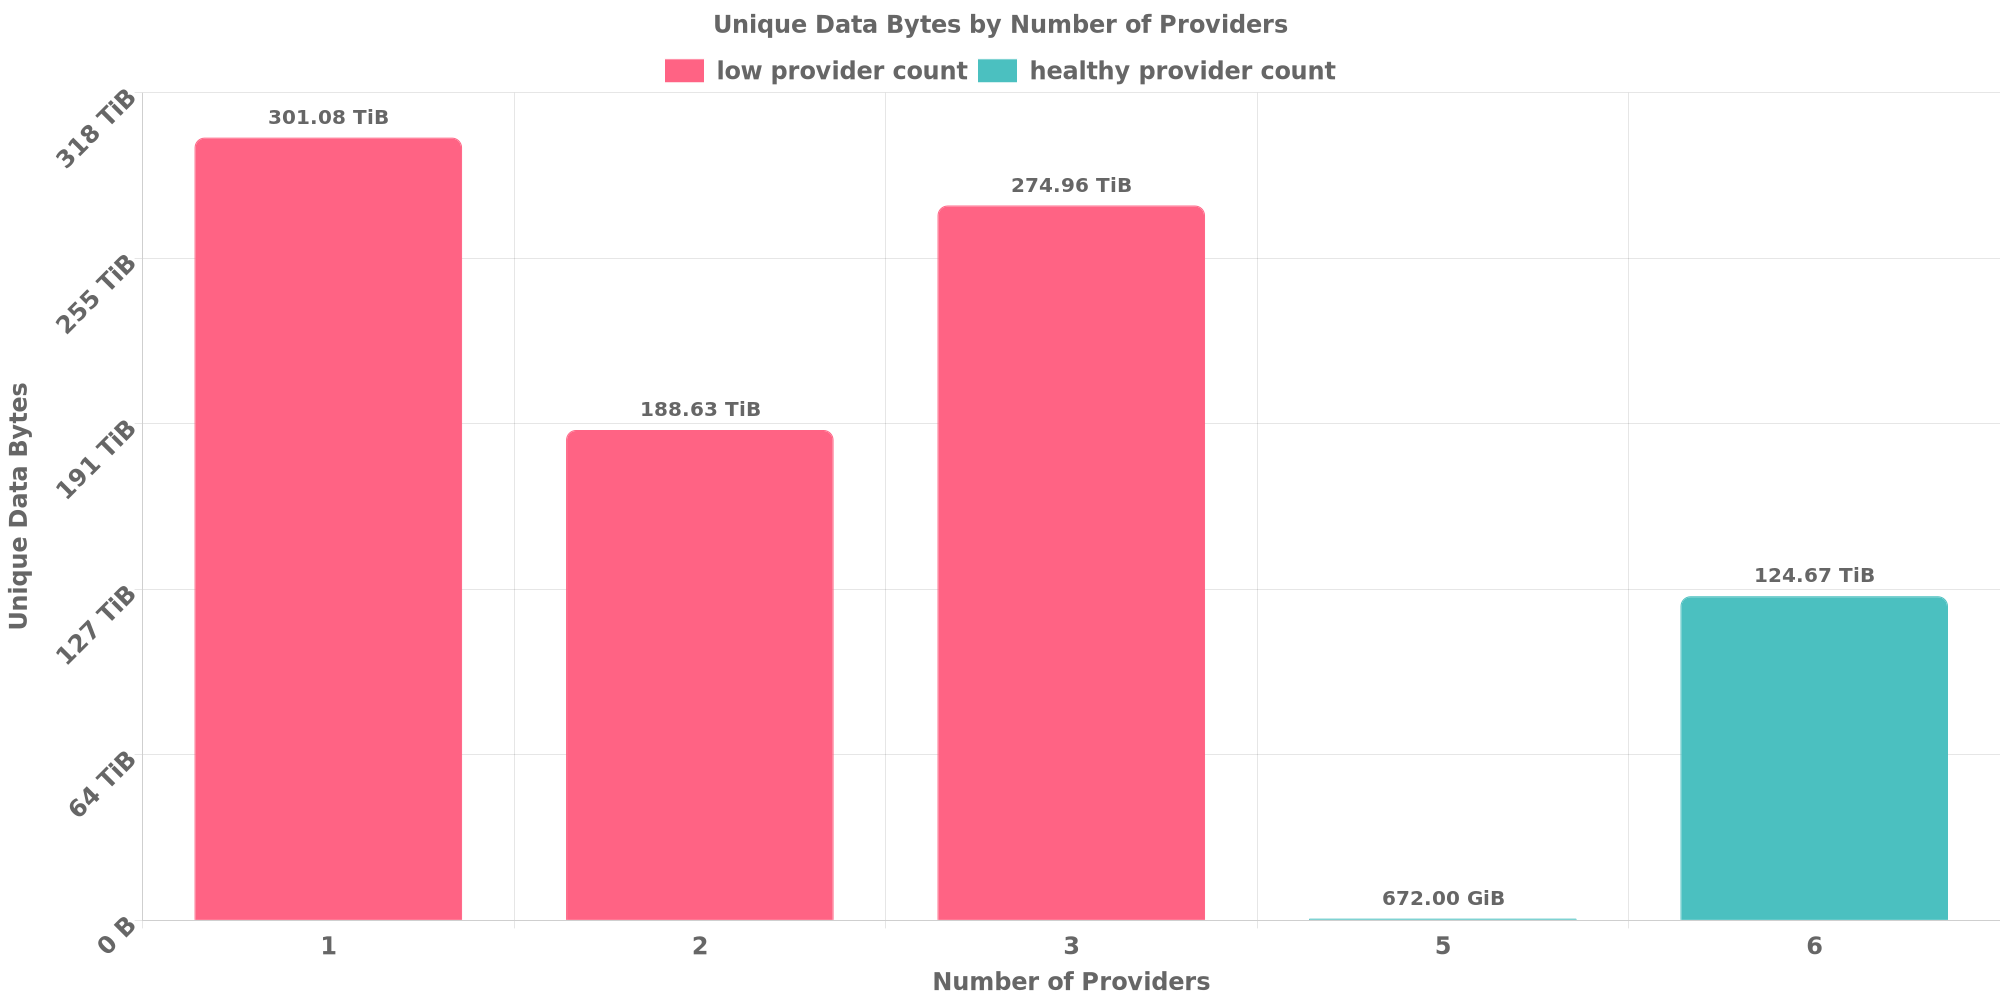 Unique Data Bytes by Number of Providers
low provider count healthy provider count
318 TiB
255 TiB
191 TiB
127 TiB
64 TiB
0 B
Unique Data Bytes
301.08 TiB
188.63 TiB
274.96 TiB
672.00 GiB
124.67 TiB
1 2 3 5 6
Number of Providers